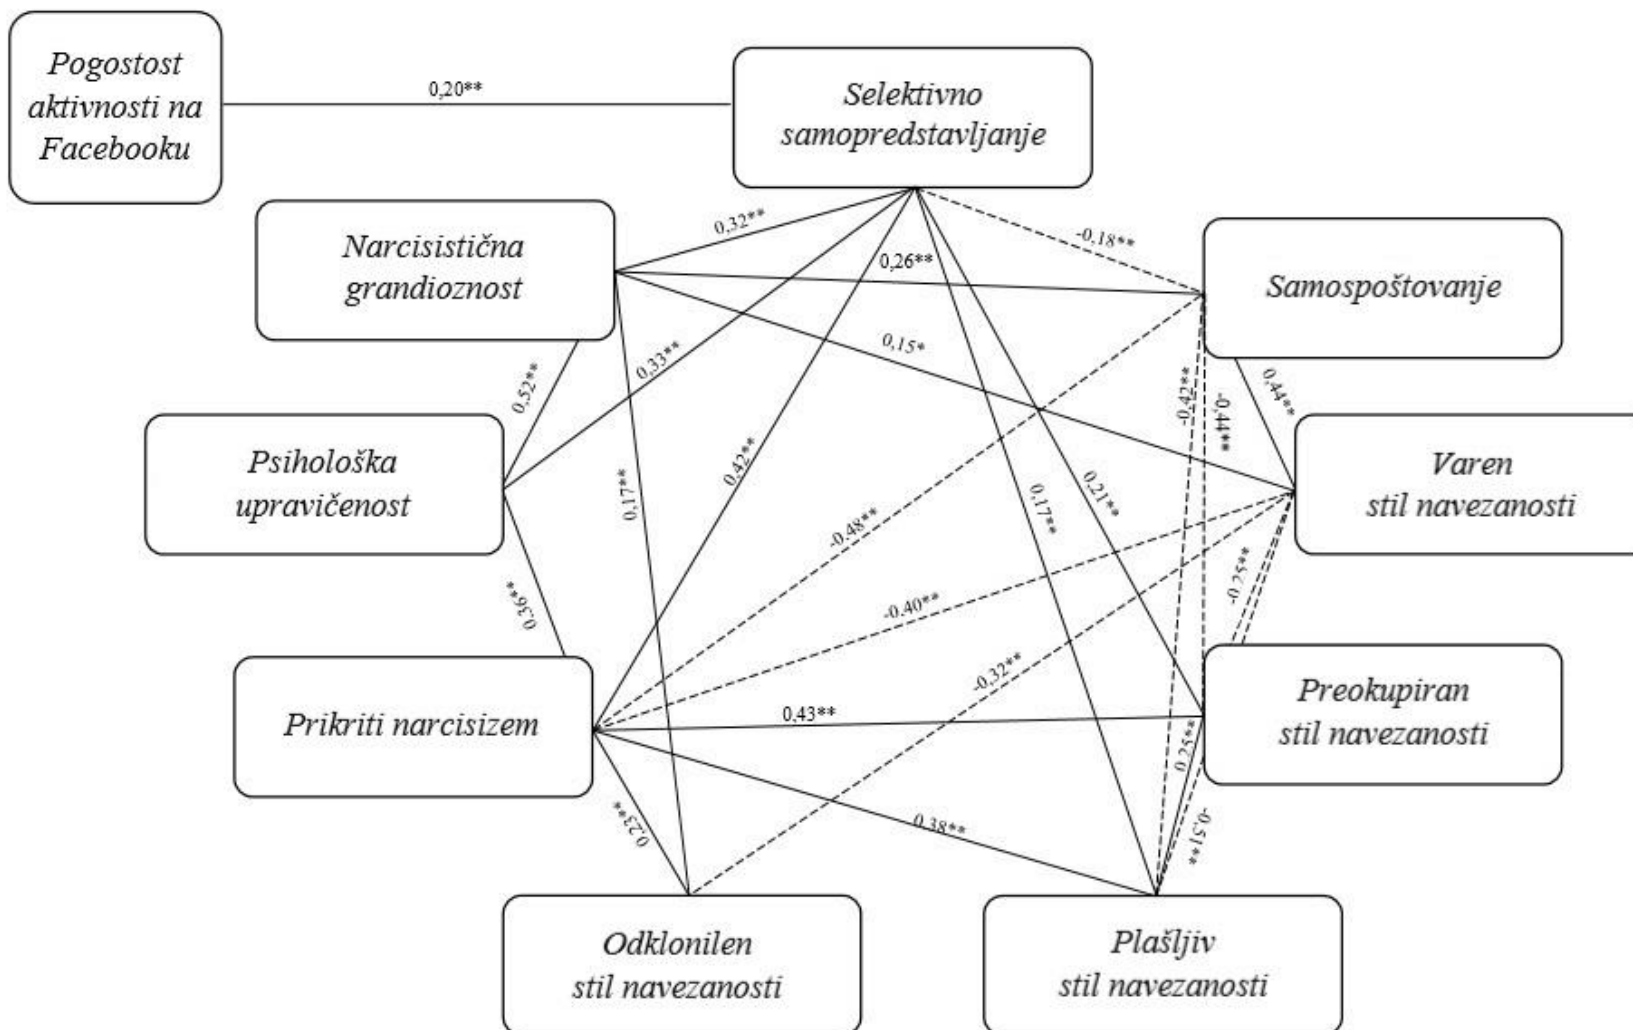 Pogostost
aktivnosti na
Facebooku
0,20**
Selektivno
samopredstavljanje
Narcisistična
grandioznost
0,32**
-0,18**
0,26**
Samospoštovanje
0,15*
0,33**
0,52**
-0,42**
-0,44**
0,44**
Psihološka
upravičenost
0,42**
0,17**
0,17**
0,21**
Varen
stil navezanosti
-0,48**
-0,25**
0,36**
-0,40**
-0,32**
Prikriti narcisizem
0,43**
Preokupiran
stil navezanosti
0,25**
0,23**
0,38**
-0,51**
Odklonilen
stil navezanosti
Plašljiv
stil navezanosti